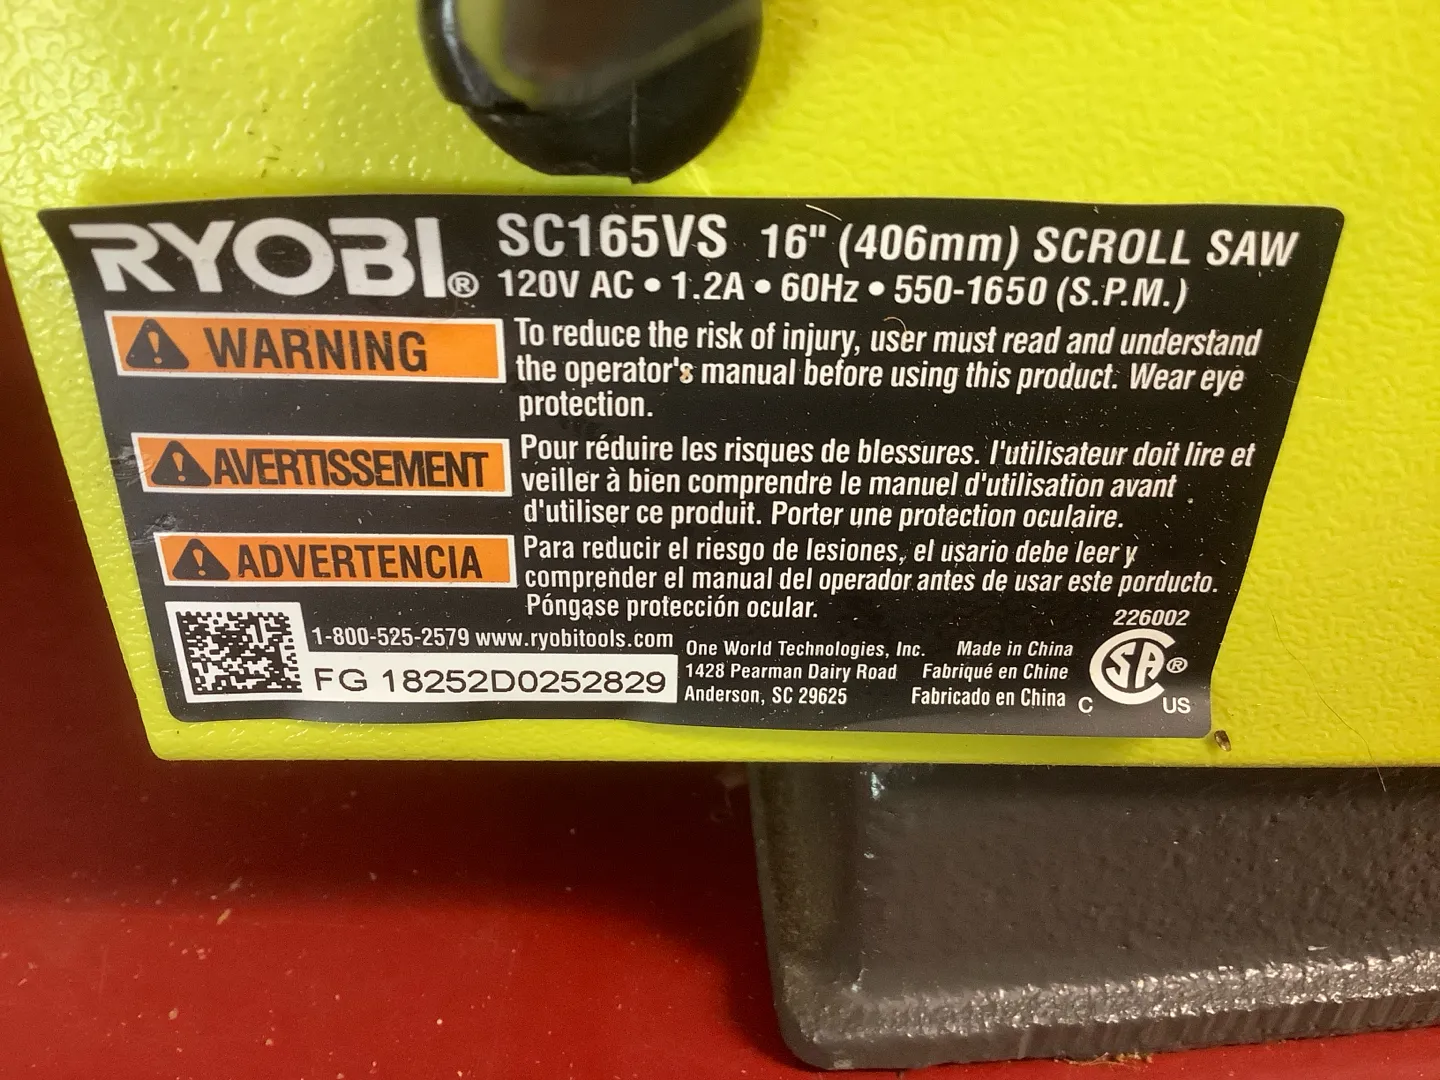 RYOBI® SC165VS 16" (406mm) SCROLL SAW
120V AC • 1.2A • 60Hz • 550-1650 (S.P.M.)
WARNING
To reduce the risk of injury, user must read and understand
the operator's manual before using this product. Wear eye
protection.
AVERTISSEMENT
Pour réduire les risques de blessures. l'utilisateur doit lire et
veiller à bien comprendre le manuel d'utilisation avant
d'utiliser ce produit. Porter une protection oculaire.
ADVERTENCIA
Para reducir el riesgo de lesiones, el usario debe leer y
comprender el manual del operador antes de usar este porducto.
Póngase protección ocular.
1-800-525-2579 www.ryobitools.com
FG 18252D0252829
One World Technologies, Inc.
1428 Pearman Dairy Road
Anderson, SC 29625
Made in China
Fabriqué en Chine
Fabricado en China
226002
C SA® US